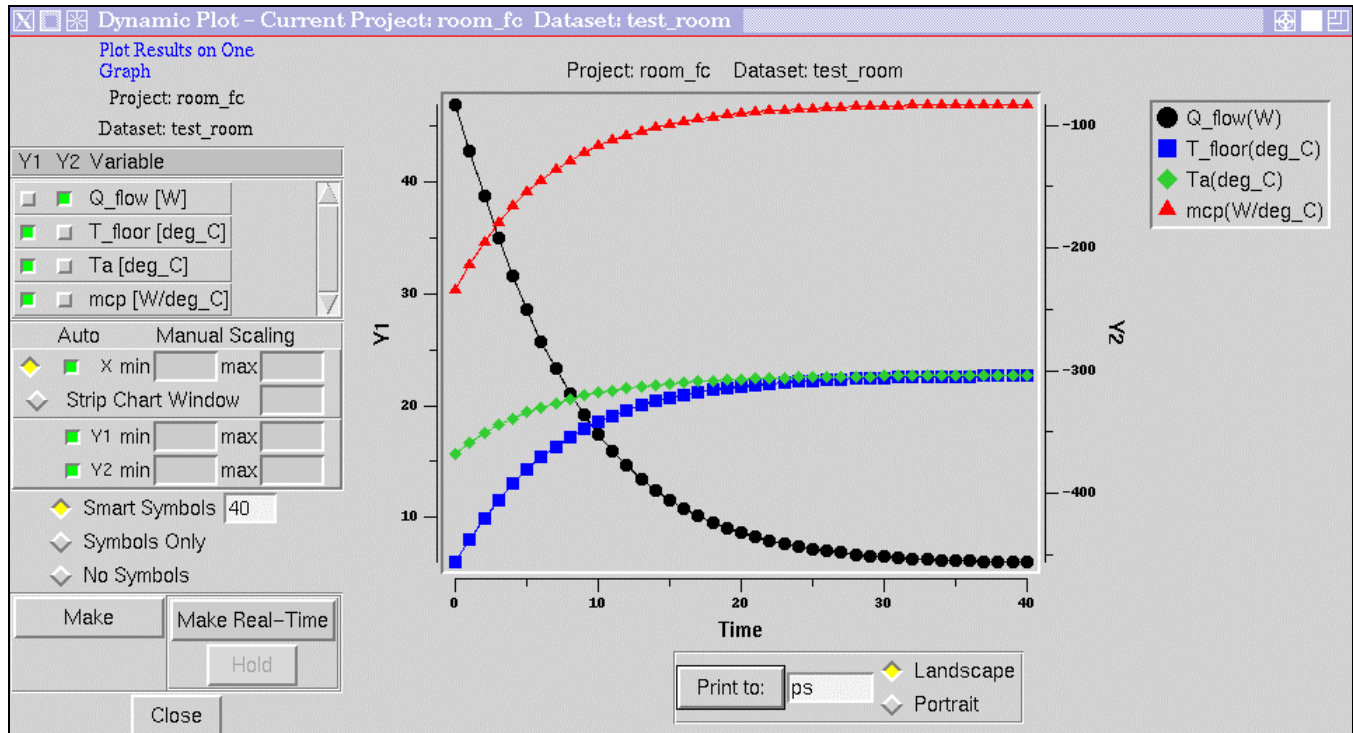 Dynamic Plot – Current Project: room_fc Dataset: test_room
Plot Results on One
Graph
Project: room_fc
Dataset: test_room
Y1 Y2 Variable
Q_flow [W]
T_floor [deg_C]
Ta [deg_C]
mcp [W/deg_C]
Auto Manual Scaling
X min max
Strip Chart Window
Y1 min max
Y2 min max
Smart Symbols 40
Symbols Only
No Symbols
Make
Make Real–Time
Hold
Close
Project: room_fc Dataset: test_room
40
30
20
10
Y1
-100
-200
-300
-400
Y2
0 10 20 30 40
Time
Q_flow(W)
T_floor(deg_C)
Ta(deg_C)
mcp(W/deg_C)
Print to: ps
Landscape
Portrait